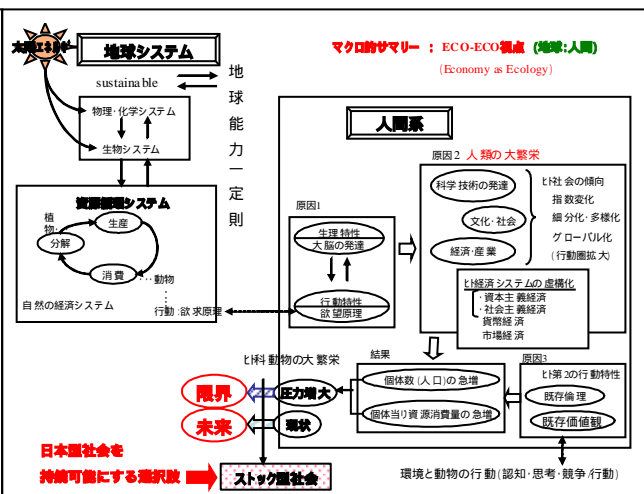 太陽エネルギー
地球システム
sustainable
物理・化学システム
生物システム
地球能力一定則
資源循環システム
植物・
生産
分解
消費
・・動物
自然の経済システム
行動:欲求原理
マクロ的サマリー : ECO-ECO視点 (地球:人間)
(Economy as Ecology)
人間系
原因1
生理特性
大脳の発達
行動特性
欲望原理
原因2 人類の大繁栄
科学技術の発達
文化・社会
経済・産業
ヒト社会の傾向
指数変化
細分化・多様化
グローバル化
(行動圏拡大)
ヒト経済システムの虚構化
・資本主義経済
・社会主義経済
貨幣経済
市場経済
ヒト科動物の大繁栄
結果
個体数(人口)の急増
個体当り資源消費量の急増
原因3
ヒト第2の行動特性
既存倫理
既存価値観
限界
圧力増大
未来
現状
日本型社会を
持続可能にする選択肢
ストック型社会
環境と動物の行動(認知・思考・競争/行動)